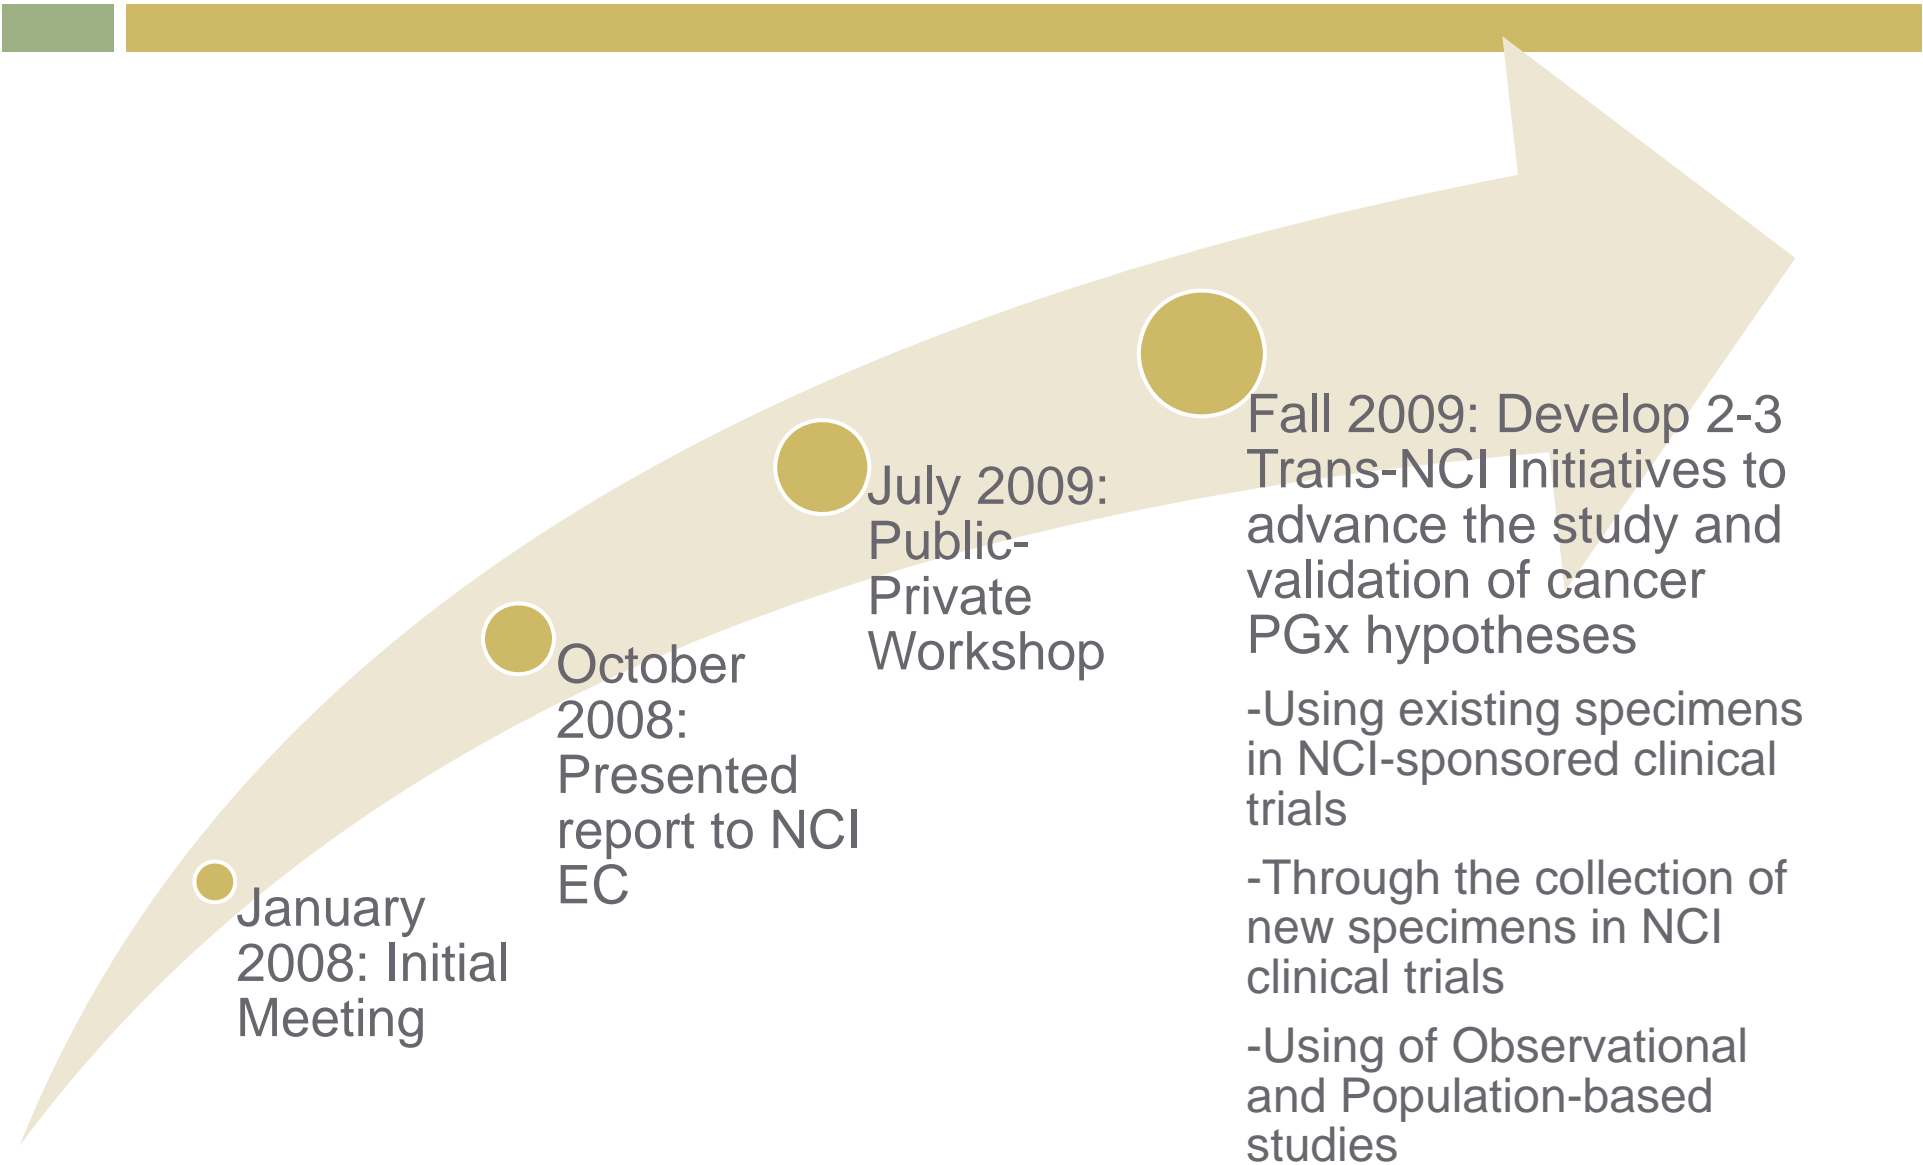 January
2008: Initial
Meeting
October
2008:
Presented
report to NCI
EC
July 2009:
Public-
Private
Workshop
Fall 2009: Develop 2-3
Trans-NCI Initiatives to
advance the study and
validation of cancer
PGx hypotheses
-Using existing specimens
in NCI-sponsored clinical
trials
-Through the collection of
new specimens in NCI
clinical trials
-Using of Observational
and Population-based
studies